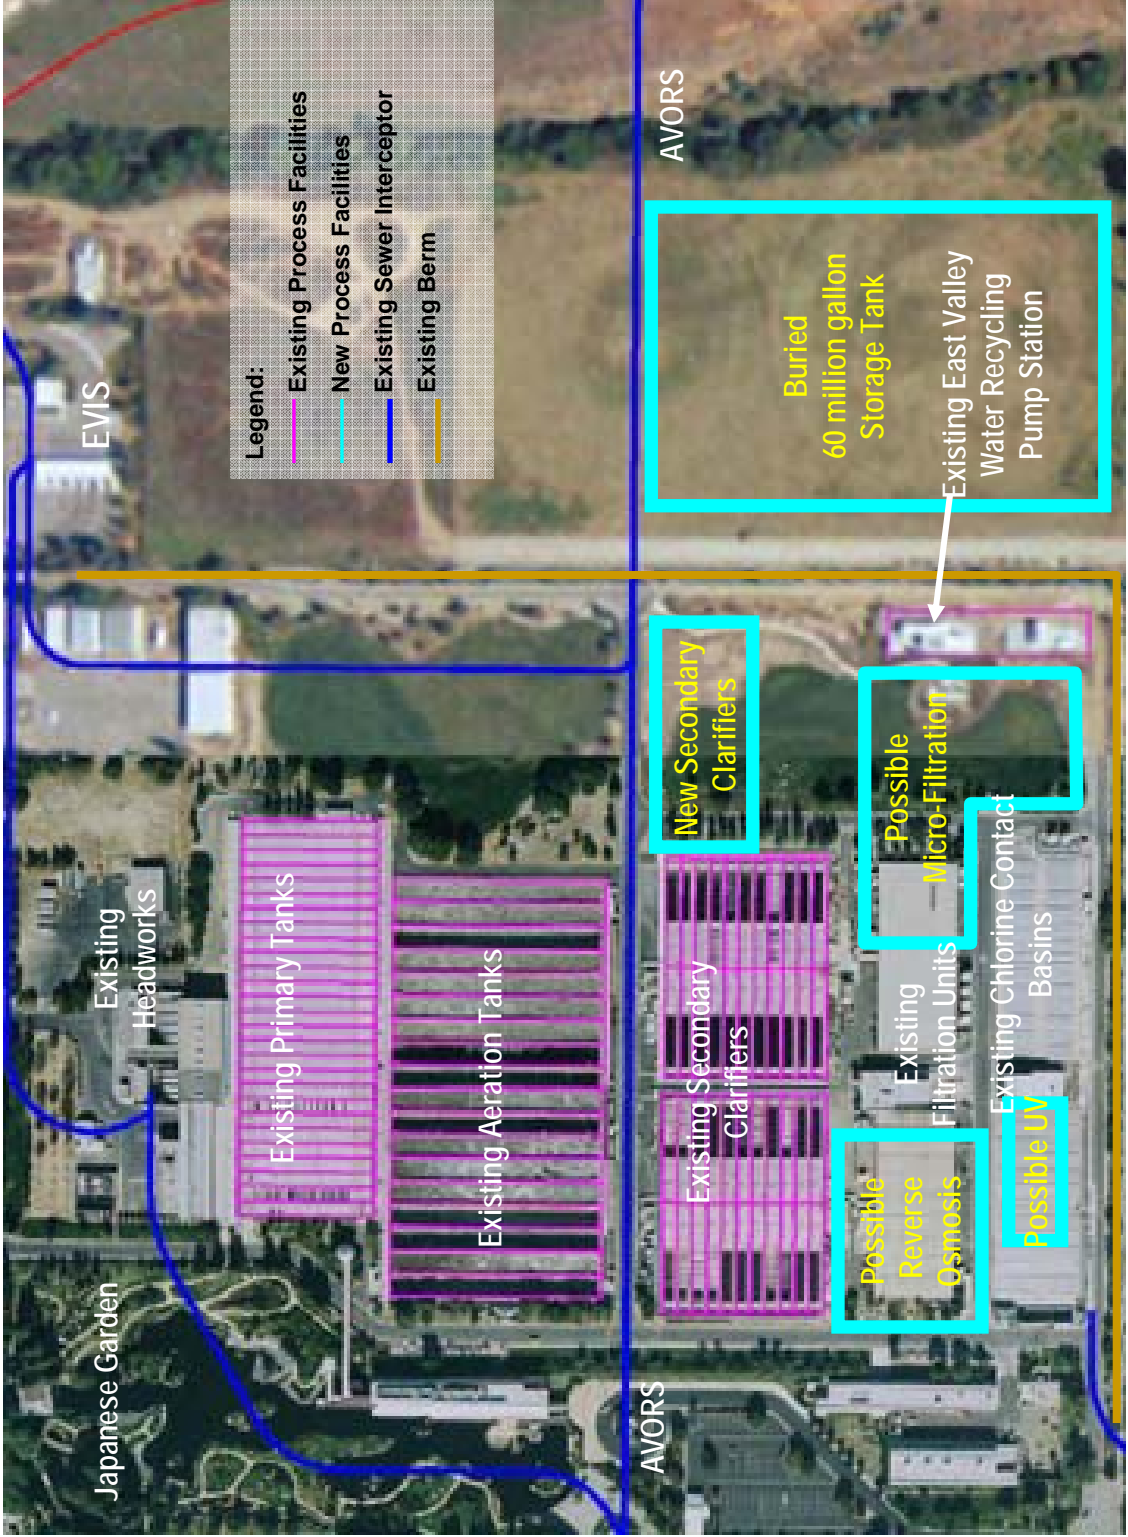 Japanese Garden
Existing
Headworks
EVIS
Legend:
Existing Process Facilities
New Process Facilities
Existing Sewer Interceptor
Existing Berm
Existing Primary Tanks
Existing Aeration Tanks
AVORS
AVORS
Existing Secondary
Clarifiers
New Secondary
Clarifiers
Buried
60 million gallon
Storage Tank
Existing East Valley
Water Recycling
Pump Station
Possible
Reverse
Osmosis
Existing
Filtration Units
Possible
Micro-Filtration
Possible UV
Existing Chlorine Contact
Basins